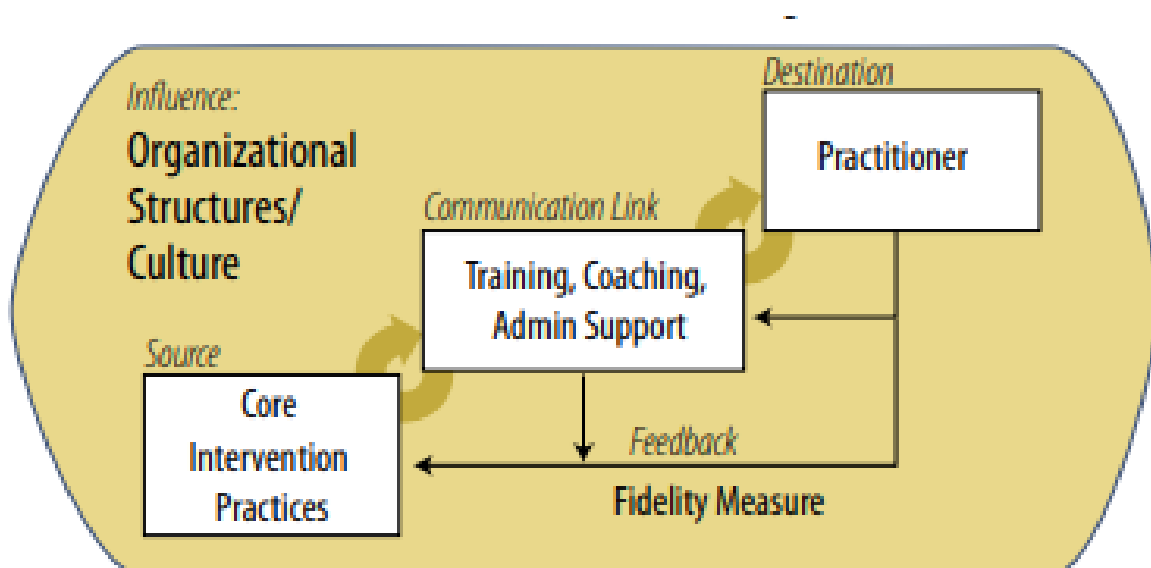 Influence:
Organizational
Structures/
Culture
Destination
Practitioner
Communication Link
Training, Coaching,
Admin Support
Source
Core
Intervention
Practices
Feedback
Fidelity Measure